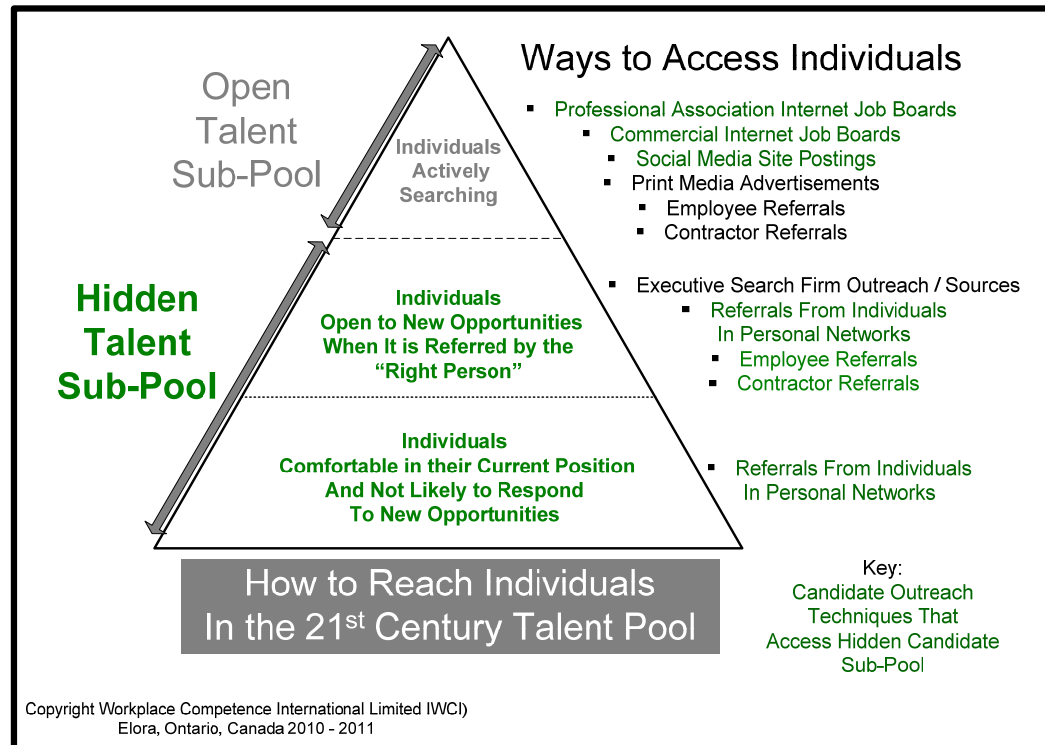 Ways to Access Individuals
Open
Talent
Sub-Pool
Individuals
Actively
Searching
▪ Professional Association Internet Job Boards
▪ Commercial Internet Job Boards
▪ Social Media Site Postings
▪ Print Media Advertisements
▪ Employee Referrals
▪ Contractor Referrals
Hidden
Talent
Sub-Pool
Individuals
Open to New Opportunities
When It is Referred by the
“Right Person”
▪ Executive Search Firm Outreach / Sources
▪ Referrals From Individuals
In Personal Networks
▪ Employee Referrals
▪ Contractor Referrals
Individuals
Comfortable in their Current Position
And Not Likely to Respond
To New Opportunities
▪ Referrals From Individuals
In Personal Networks
How to Reach Individuals
In the 21st Century Talent Pool
Key:
Candidate Outreach
Techniques That
Access Hidden Candidate
Sub-Pool
Copyright Workplace Competence International Limited IWCI)
Elora, Ontario, Canada 2010 - 2011